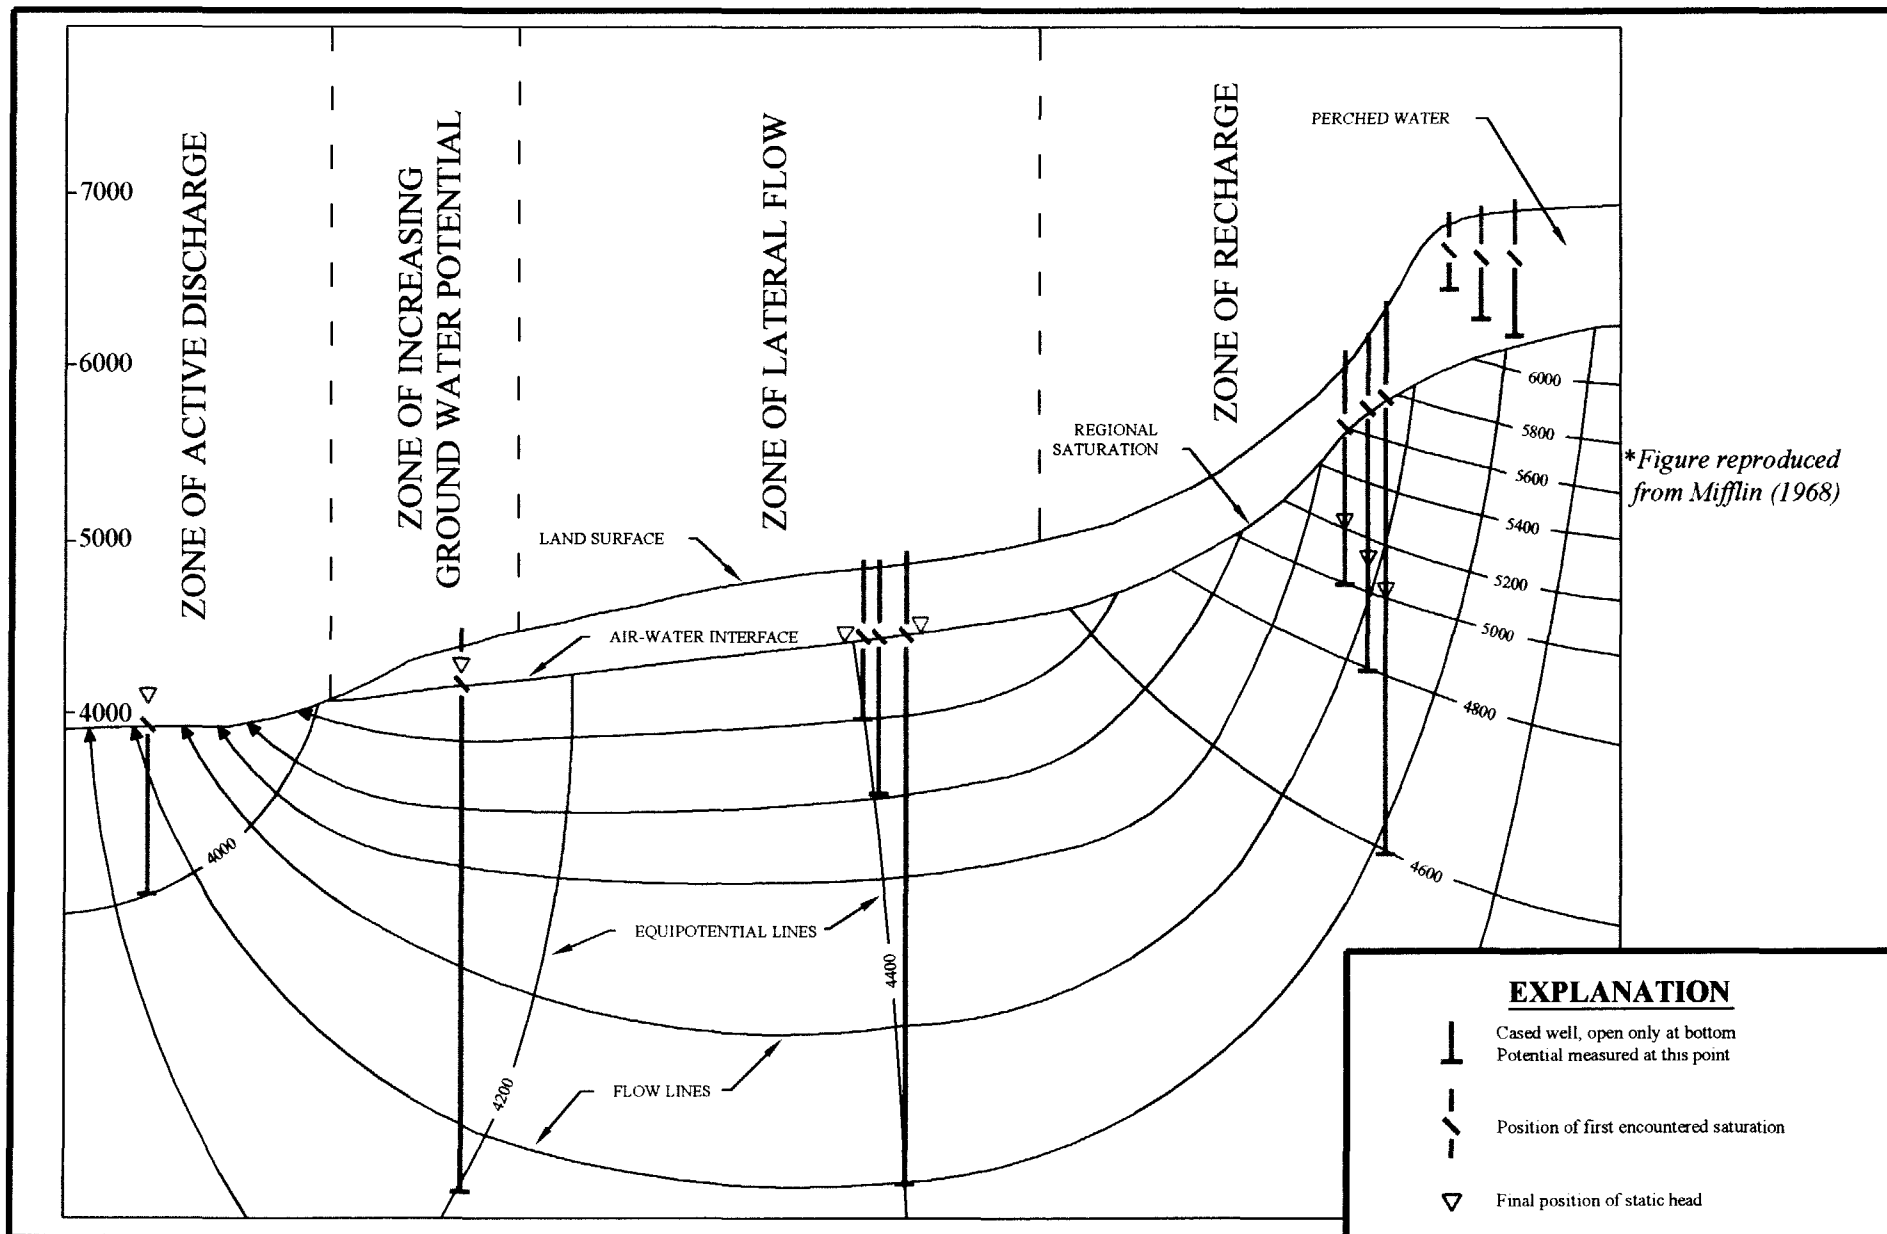 ZONE OF ACTIVE DISCHARGE
ZONE OF INCREASING
GROUND WATER POTENTIAL
ZONE OF LATERAL FLOW
ZONE OF RECHARGE
PERCHED WATER
7000
6000
5000
4000
REGIONAL
SATURATION
LAND SURFACE
AIR-WATER INTERFACE
EQUIPOTENTIAL LINES
FLOW LINES
4000
4200
4400
6000
5800
5600
5400
5200
5000
4800
4600
*Figure reproduced
from Mifflin (1968)
EXPLANATION
Cased well, open only at bottom
Potential measured at this point
Position of first encountered saturation
Final position of static head